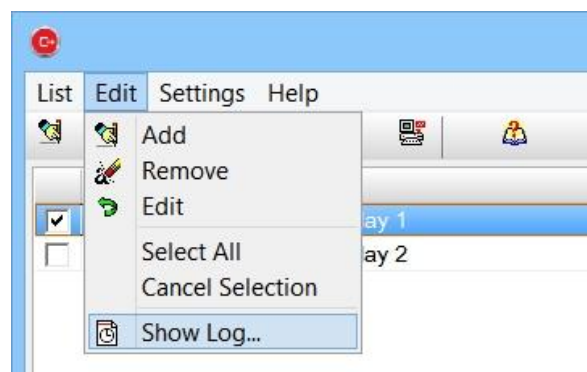 List Edit Settings Help
Add
Remove
Edit
ay 1
ay 2
Select All
Cancel Selection
Show Log...